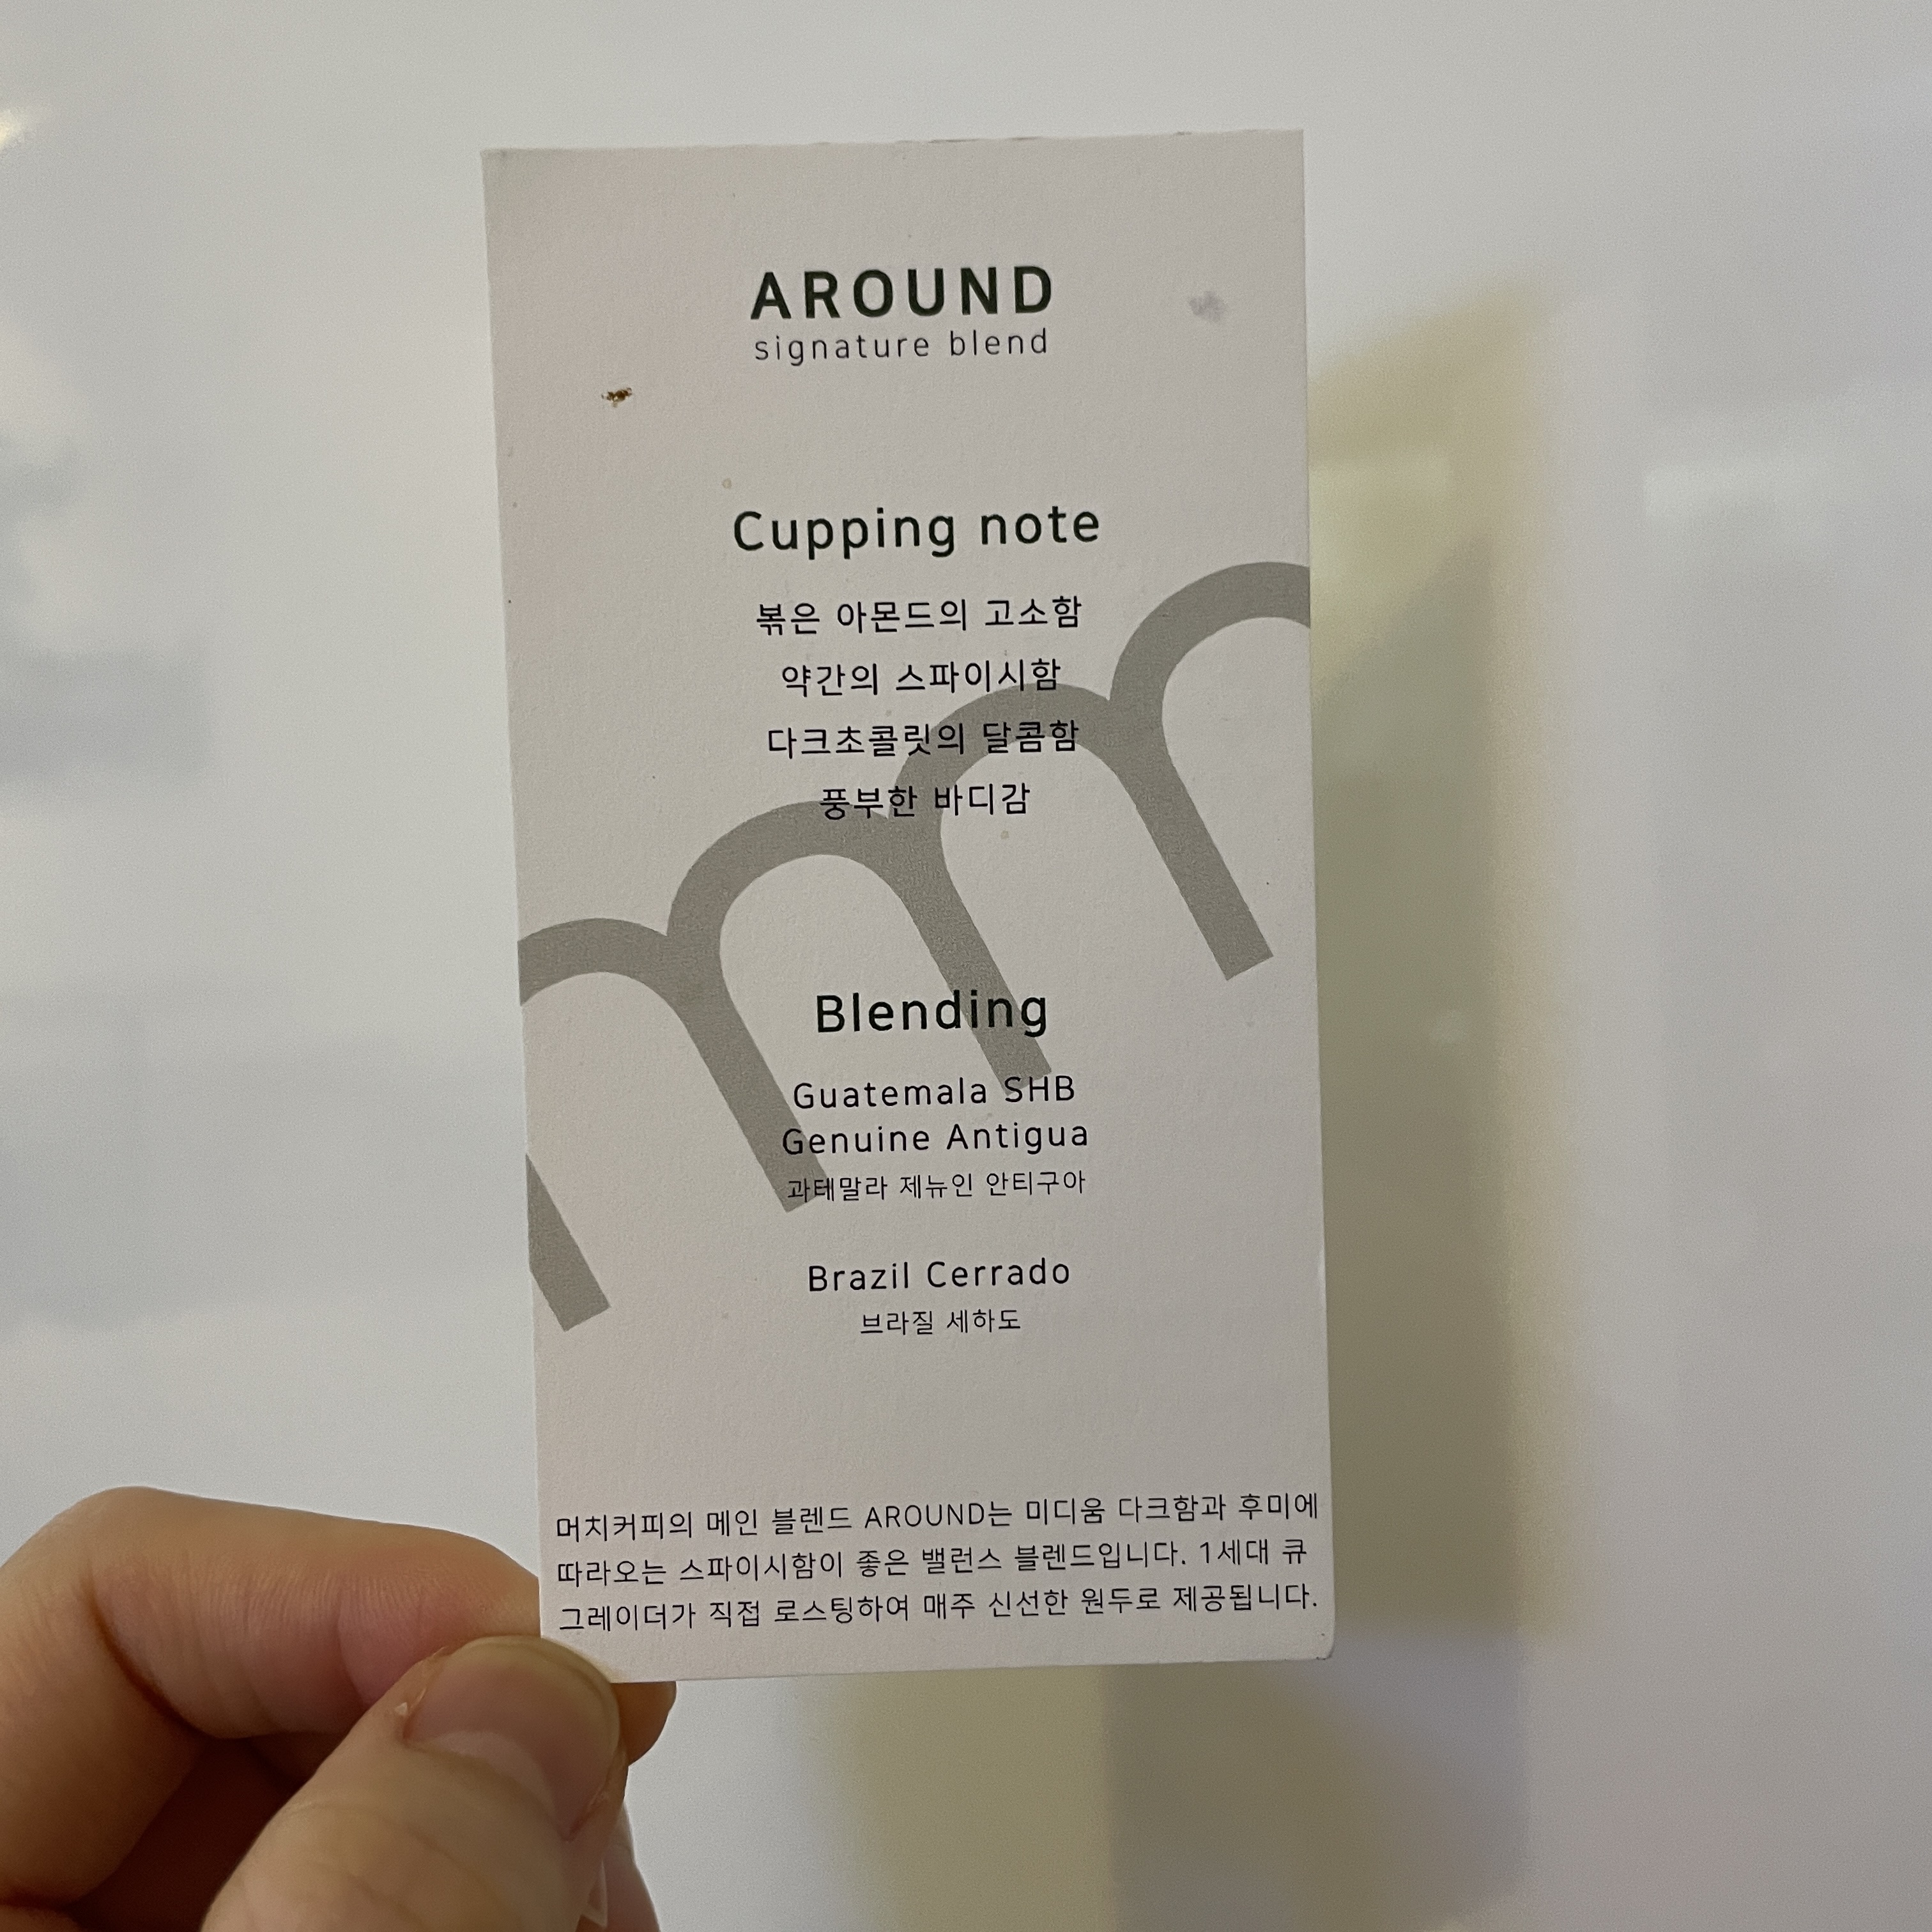 AROUND
signature blend
Cupping note
볶은 아몬드의 고소함
약간의 스파이시함
다크초콜릿의 달콤함
풍부한 바디감
Blending
Guatemala SHB
Genuine Antigua
과테말라 제뉴인 안티구아
Brazil Cerrado
브라질 세하도
머치커피의 메인 블렌드 AROUND는 미디움 다크함과 후미에
따라오는 스파이시함이 좋은 밸런스 블렌드입니다. 1세대 큐
그레이더가 직접 로스팅하여 매주 신선한 원두로 제공됩니다.